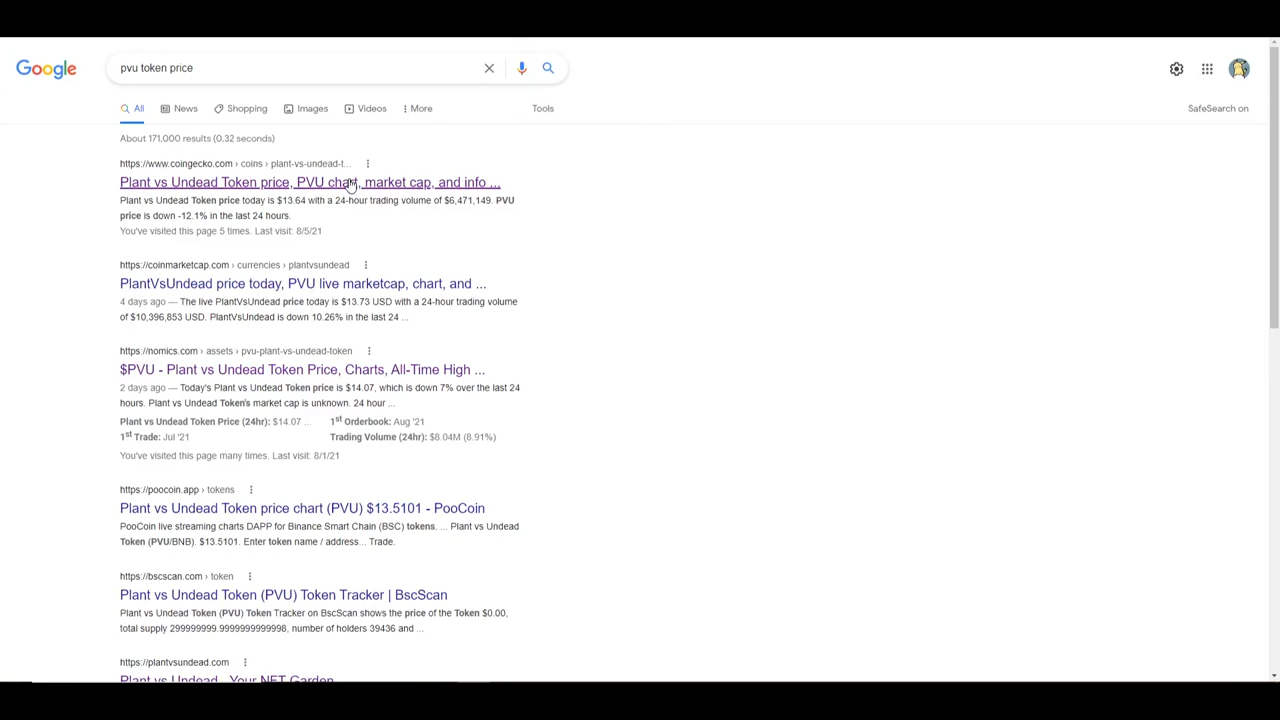 Google
pvu token price
All
News
Shopping
Images
Videos
More
Tools
SafeSearch on
About 171,000 results (0.32 seconds)
https://www.coingecko.com › coins › plant-vs-undead-t...
Plant vs Undead Token price, PVU chart, market cap, and info ...
Plant vs Undead Token price today is $13.64 with a 24-hour trading volume of $6,471,149. PVU
price is down -12.1% in the last 24 hours.
You've visited this page 5 times. Last visit: 8/5/21
https://coinmarketcap.com › currencies › plantvsundead
PlantVsUndead price today, PVU live marketcap, chart, and ...
4 days ago — The live PlantVsUndead price today is $13.73 USD with a 24-hour trading volume
of $10,396,853 USD. PlantVsUndead is down 10.26% in the last 24 ...
https://nomics.com › assets › pvu-plant-vs-undead-token
$PVU - Plant vs Undead Token Price, Charts, All-Time High ...
2 days ago — Today's Plant vs Undead Token price is $14.07, which is down 7% over the last 24
hours. Plant vs Undead Token's market cap is unknown. 24 hour ...
Plant vs Undead Token Price (24hr): $14.07 ...
1st Orderbook: Aug '21
1st Trade: Jul '21
Trading Volume (24hr): $8.04M (8.91%)
You've visited this page many times. Last visit: 8/1/21
https://poocoin.app › tokens
Plant vs Undead Token price chart (PVU) $13.5101 - PooCoin
PooCoin live streaming charts DAPP for Binance Smart Chain (BSC) tokens. ... Plant vs Undead
Token (PVU/BNB). $13.5101. Enter token name / address... Trade.
https://bscscan.com › token
Plant vs Undead Token (PVU) Token Tracker | BscScan
Plant vs Undead Token (PVU) Token Tracker on BscScan shows the price of the Token $0.00,
total supply 299999999.9999999999998, number of holders 39436 and ...
https://plantvsundead.com
Plant vs Undead - Your NFT Garden